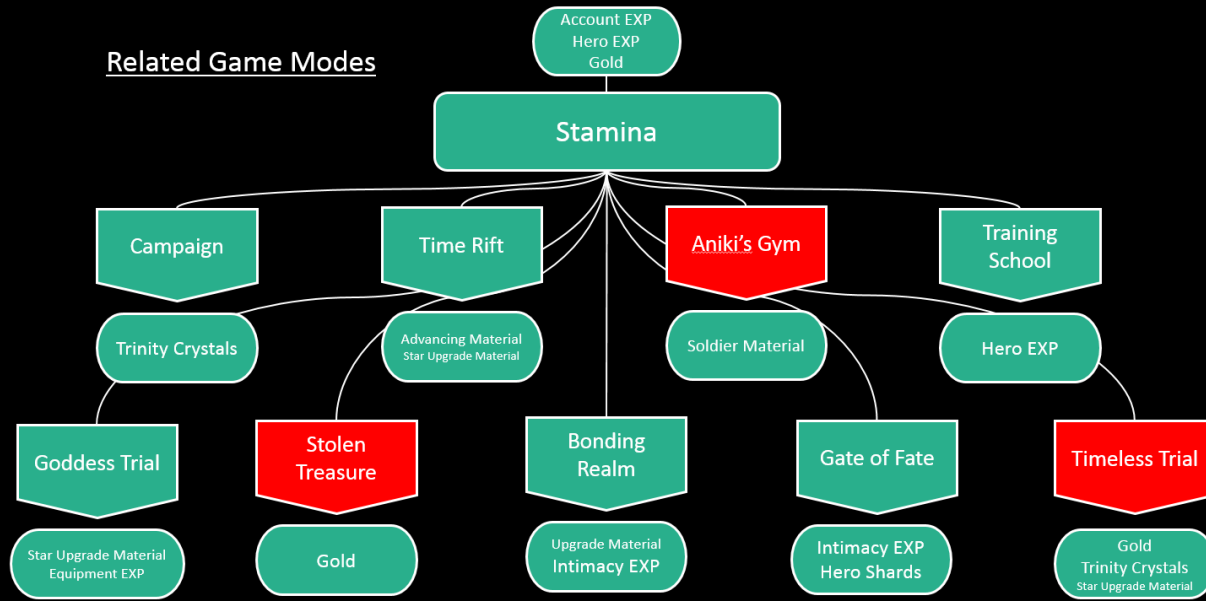 Account EXP
Hero EXP
Gold
Related Game Modes
Stamina
Campaign
Time Rift
Aniki's Gym
Training
School
Trinity Crystals
Advancing Material
Star Upgrade Material
Soldier Material
Hero EXP
Goddess Trial
Stolen
Treasure
Bonding
Realm
Gate of Fate
Timeless Trial
Star Upgrade Material
Equipment EXP
Gold
Upgrade Material
Intimacy EXP
Intimacy EXP
Hero Shards
Gold
Trinity Crystals
Star Upgrade Material